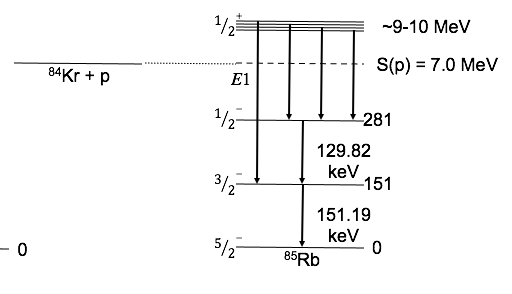 1/2+
~9-10 MeV
84Kr + p
E1
S(p) = 7.0 MeV
1/2−
281
129.82
keV
3/2−
151
151.19
keV
5/2−
85Rb
0
0